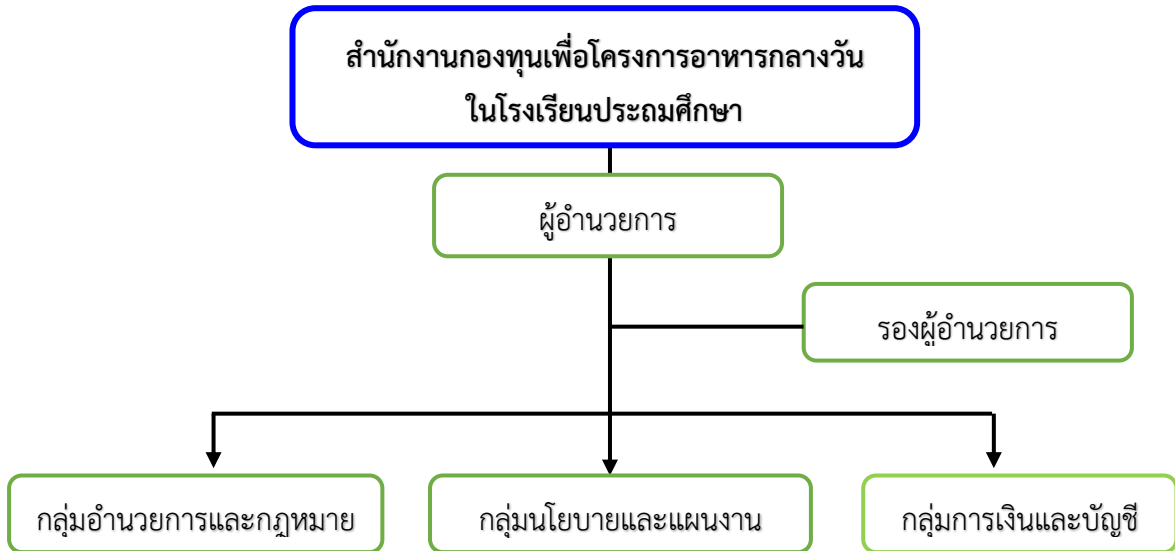 สำนักงานกองทุนเพื่อโครงการอาหารกลางวัน
ในโรงเรียนประถมศึกษา
ผู้อำนวยการ
รองผู้อำนวยการ
กลุ่มอำนวยการและกฎหมาย
กลุ่มนโยบายและแผนงาน
กลุ่มการเงินและบัญชี